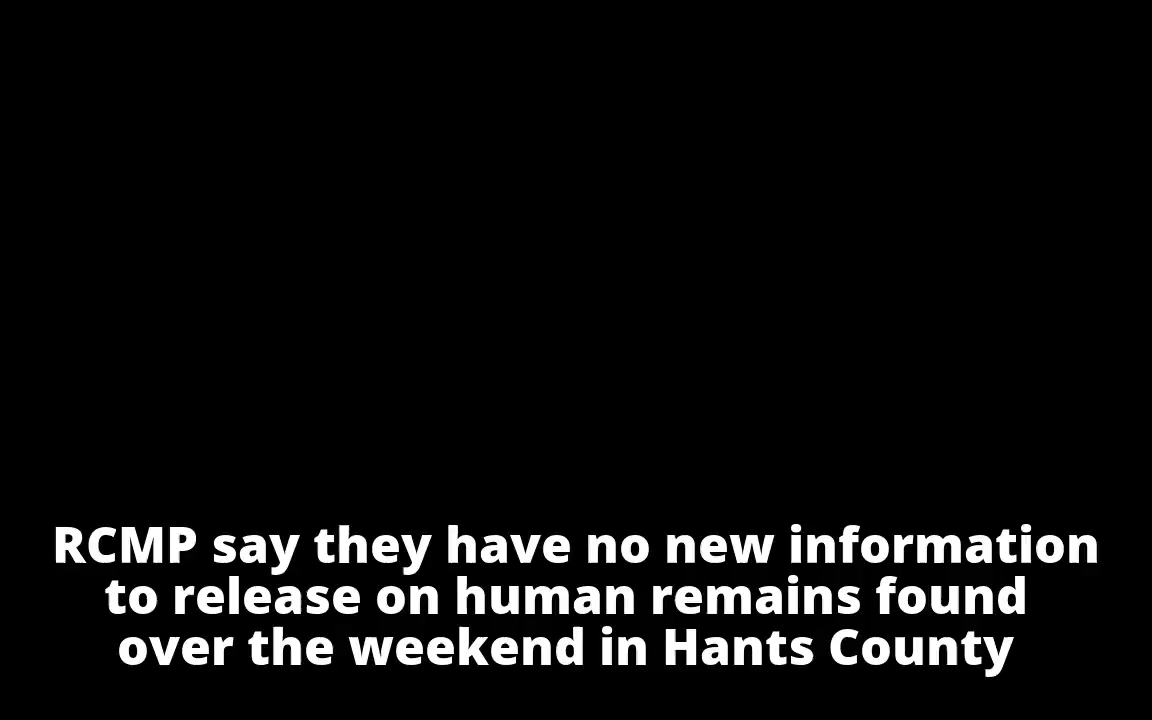 RCMP say they have no new information
to release on human remains found
over the weekend in Hants County